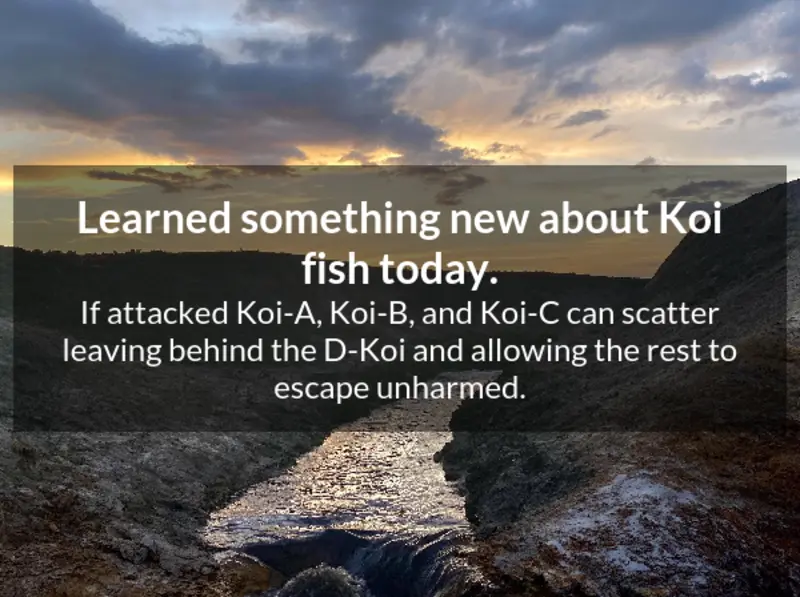 Learned something new about Koi
fish today.
If attacked Koi-A, Koi-B, and Koi-C can scatter
leaving behind the D-Koi and allowing the rest to
escape unharmed.